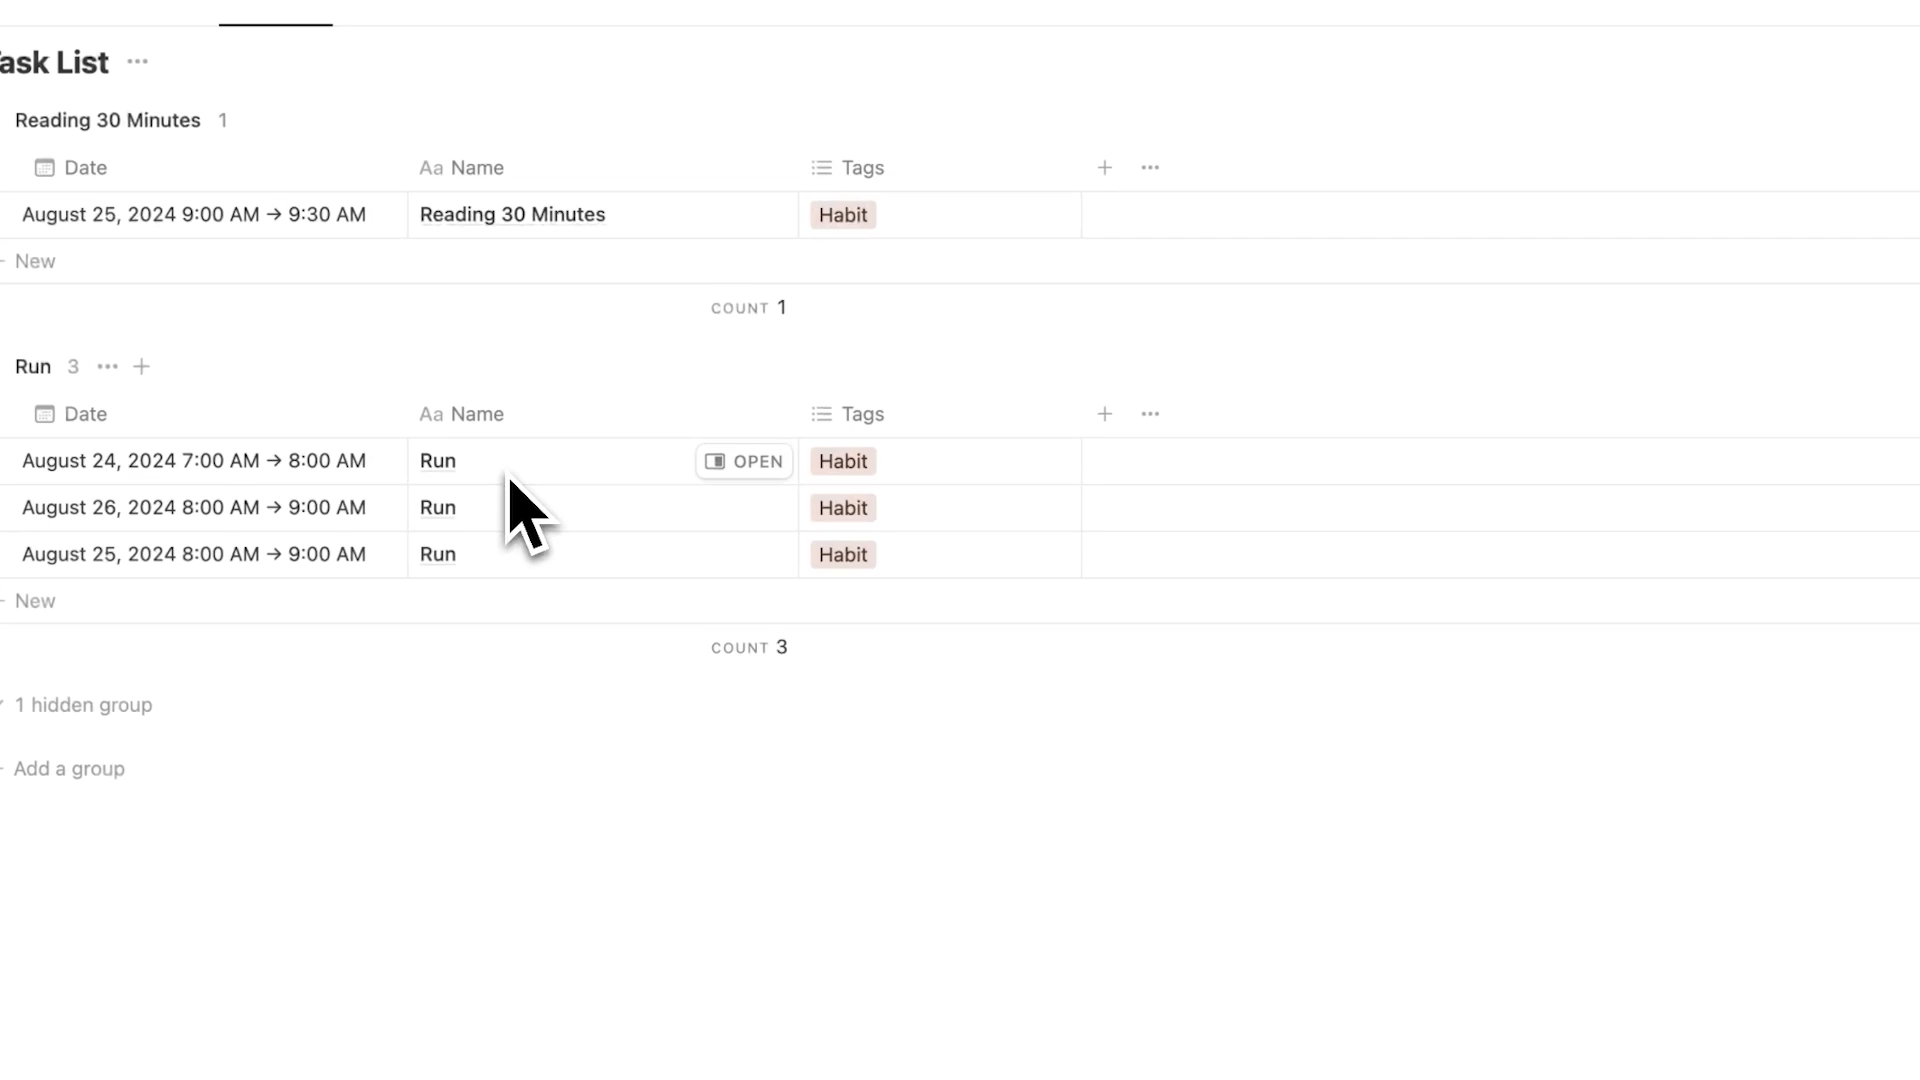 Task List
Reading 30 Minutes 1
Date Aa Name Tags
August 25, 2024 9:00 AM → 9:30 AM Reading 30 Minutes Habit
New
COUNT 1
Run 3
Date Aa Name Tags
August 24, 2024 7:00 AM → 8:00 AM Run OPEN Habit
August 26, 2024 8:00 AM → 9:00 AM Run Habit
August 25, 2024 8:00 AM → 9:00 AM Run Habit
New
COUNT 3
1 hidden group
Add a group